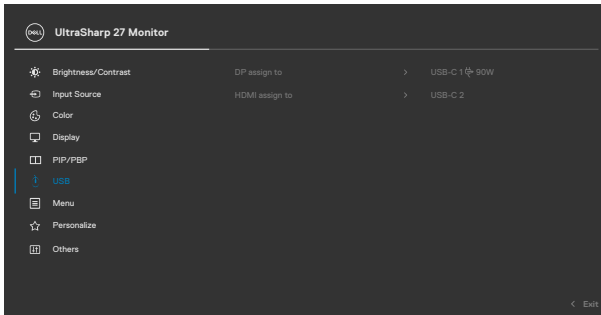 DELL UltraSharp 27 Monitor
Brightness/Contrast DP assign to > USB-C 1 90W
Input Source HDMI assign to > USB-C 2
Color
Display
PIP/PBP
USB
Menu
Personalize
Others
< Exit